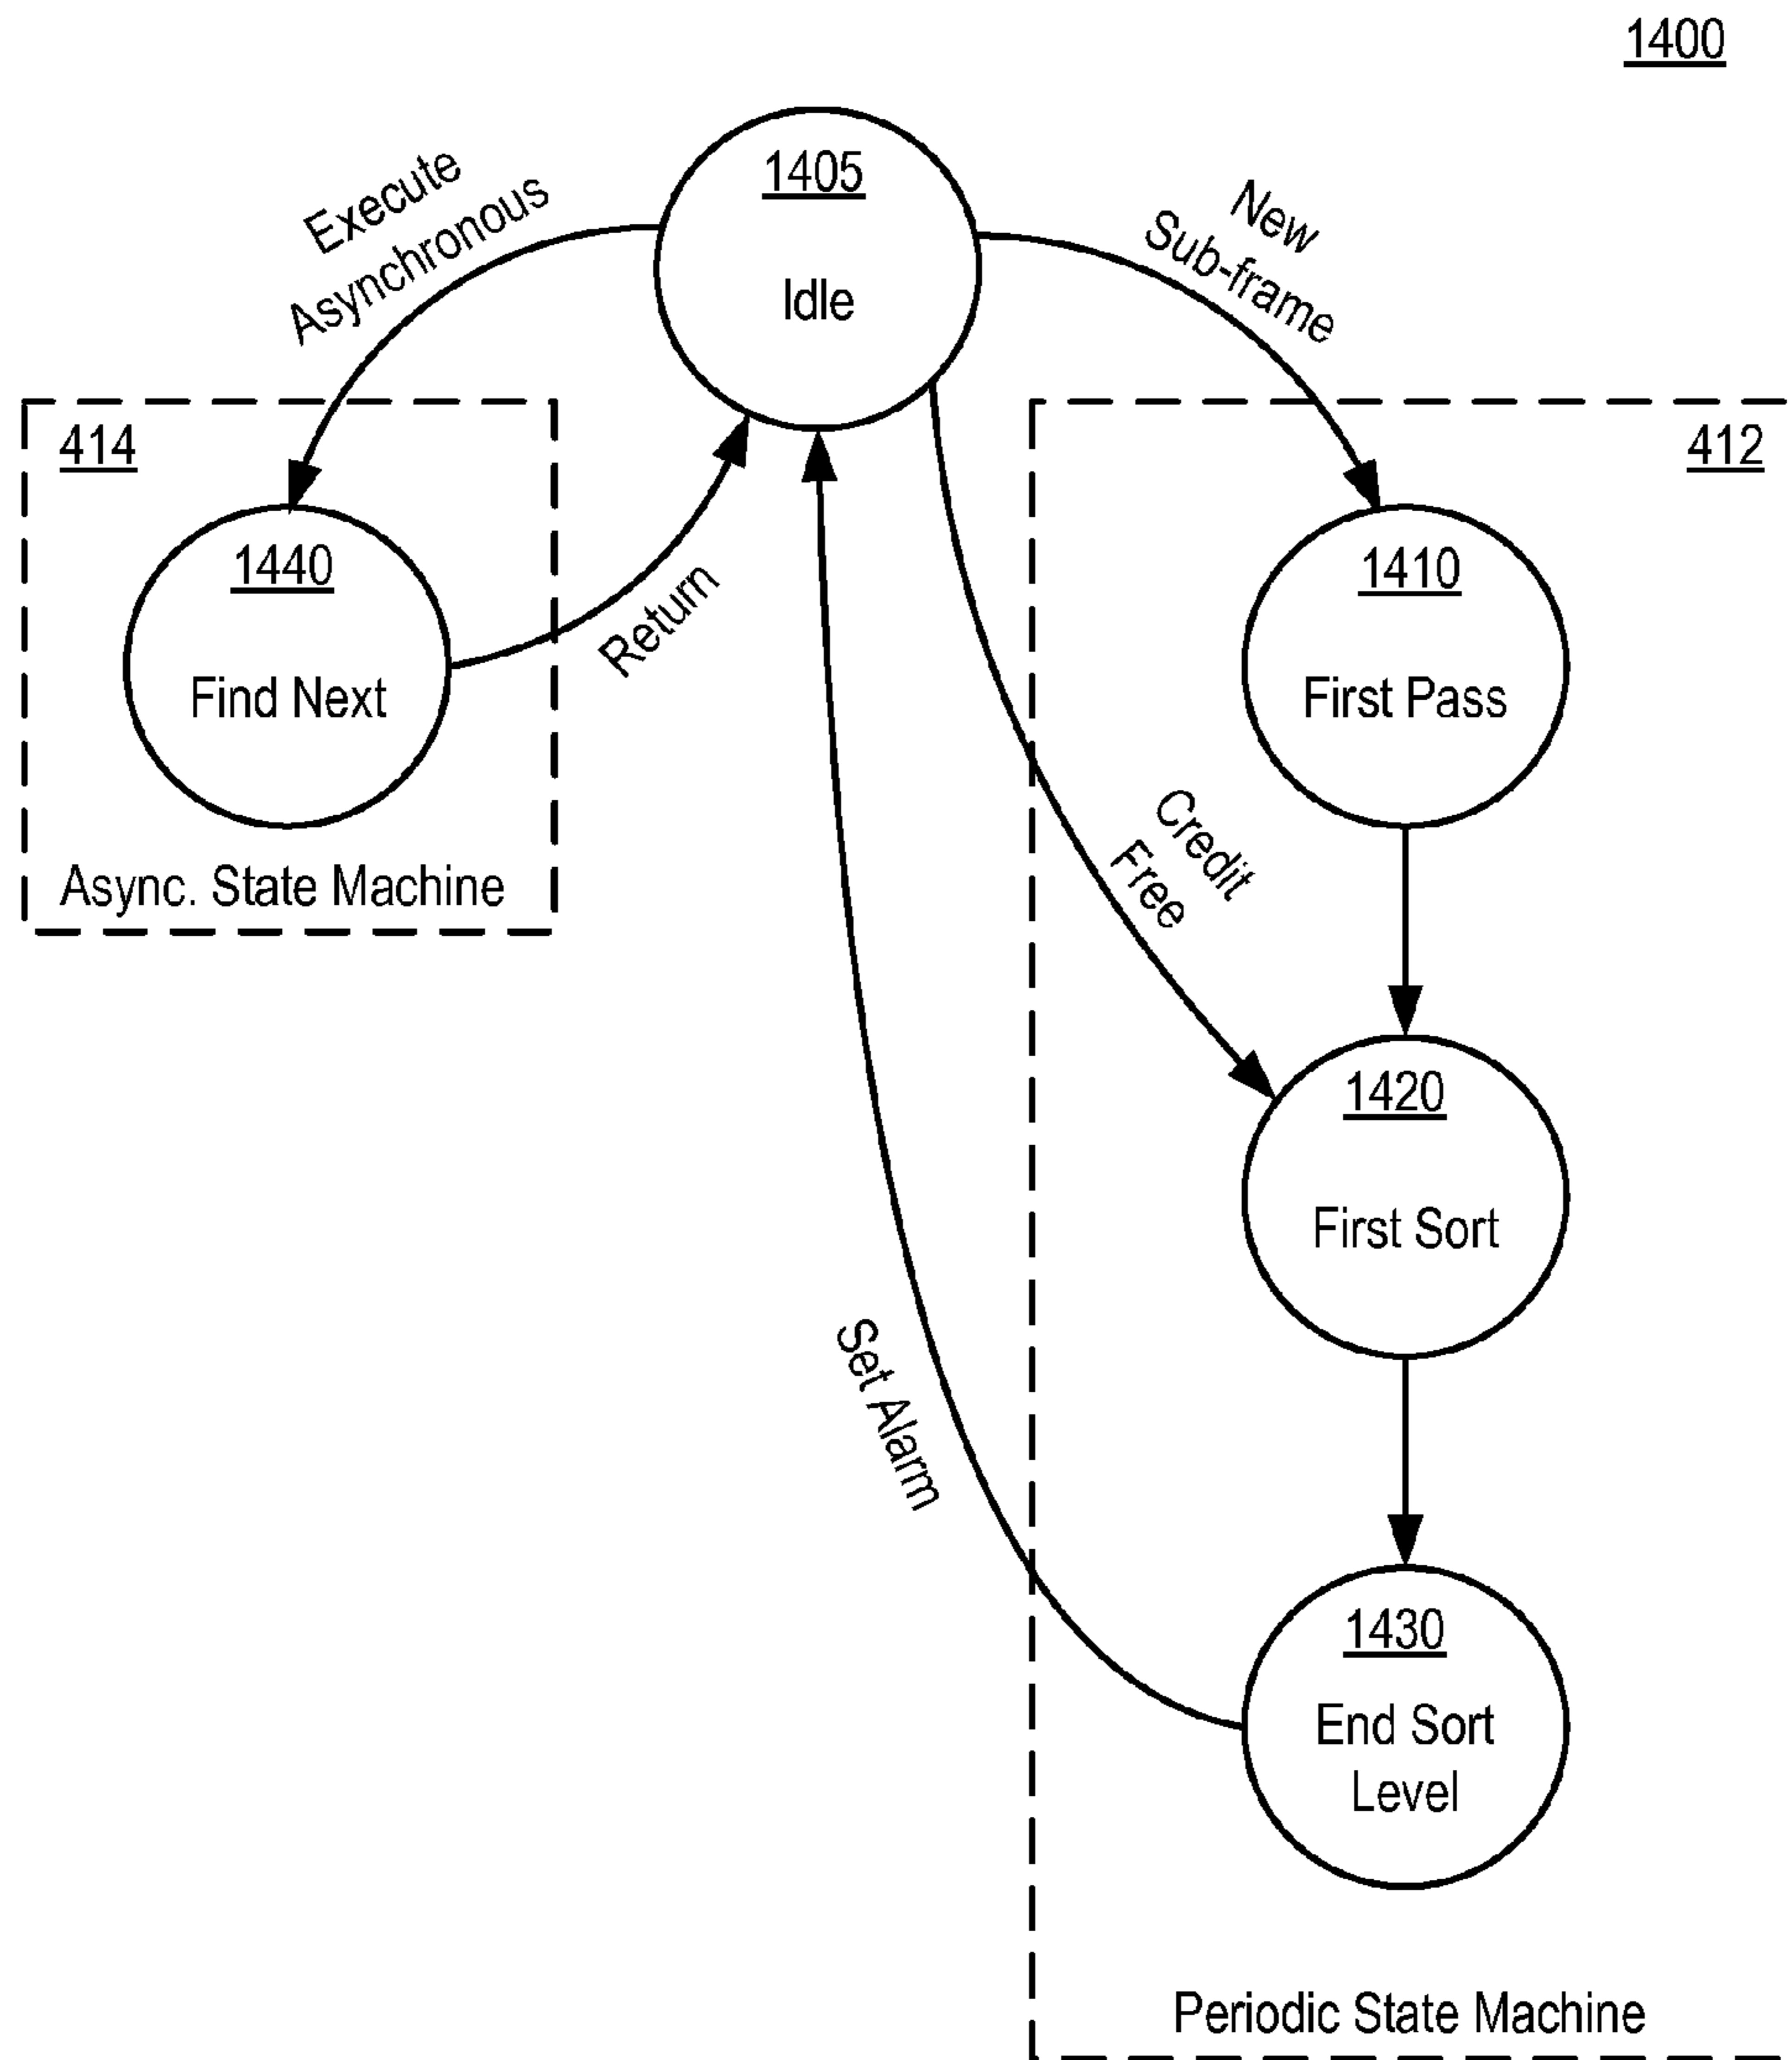 1400
1405
Idle
Execute
Asynchronous
New
Sub-frame
414
1440
Find Next
Async. State Machine
Return
412
1410
First Pass
Credit
Free
1420
First Sort
Set Alarm
1430
End Sort
Level
Periodic State Machine